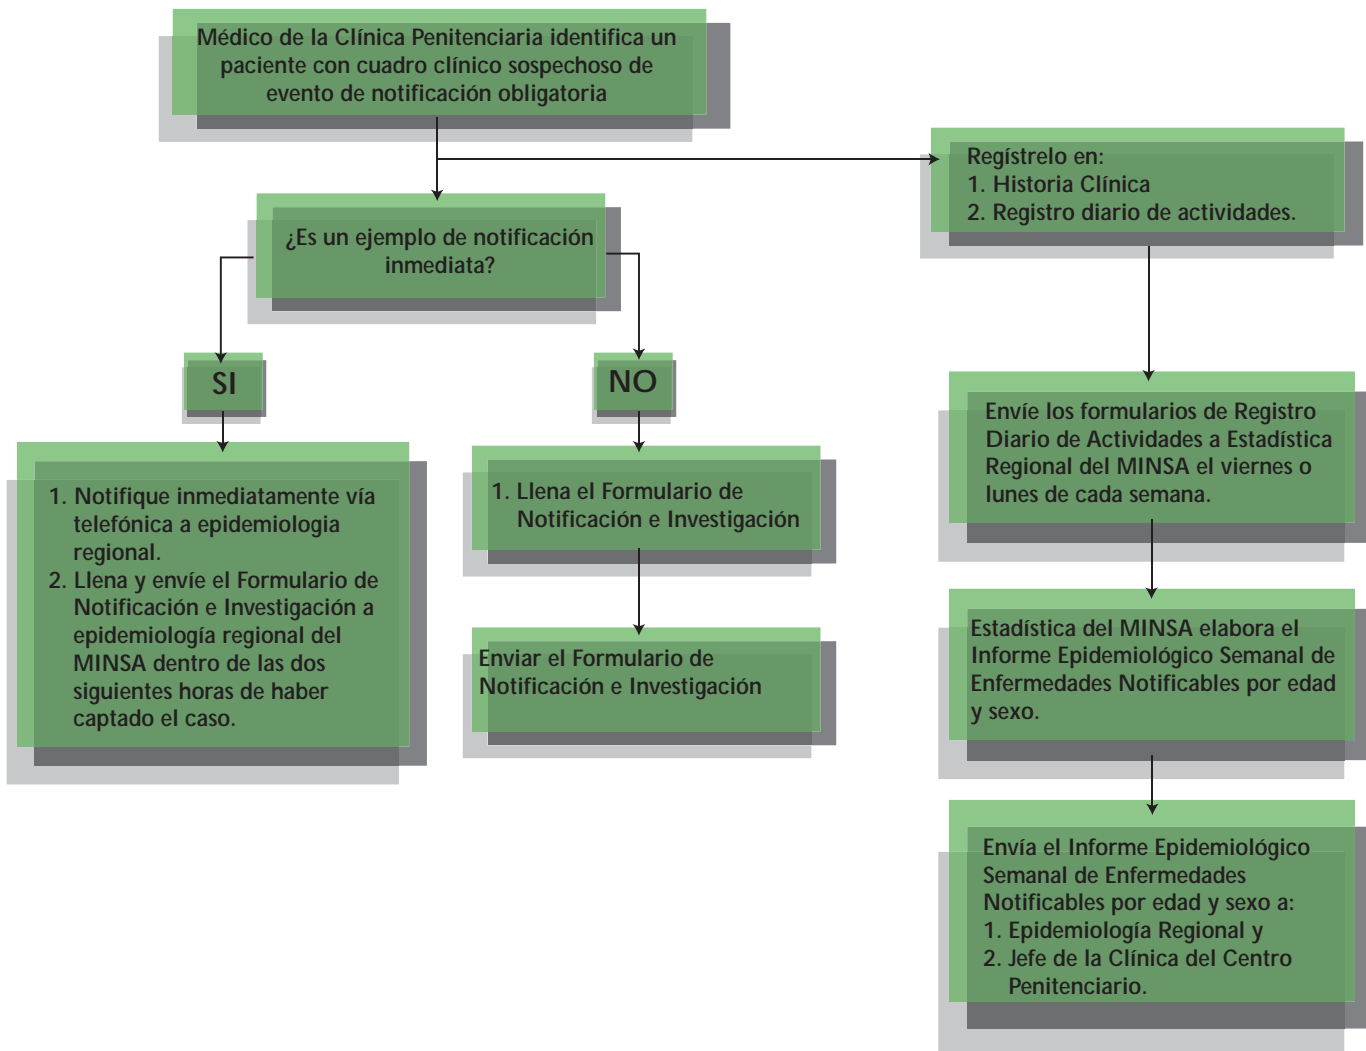 Médico de la Clínica Penitenciaria identifica un
paciente con cuadro clínico sospechoso de
evento de notificación obligatoria
¿Es un ejemplo de notificación
inmediata?
SI
1. Notifique inmediatamente vía
telefónica a epidemiologia
regional.
2. Llena y envíe el Formulario de
Notificación e Investigación a
epidemiología regional del
MINSA dentro de las dos
siguientes horas de haber
captado el caso.
NO
1. Llena el Formulario de
Notificación e Investigación
Enviar el Formulario de
Notificación e Investigación
Regístrelo en:
1. Historia Clínica
2. Registro diario de actividades.
Envíe los formularios de Registro
Diario de Actividades a Estadística
Regional del MINSA el viernes o
lunes de cada semana.
Estadística del MINSA elabora el
Informe Epidemiológico Semanal de
Enfermedades Notificables por edad
y sexo.
Envía el Informe Epidemiológico
Semanal de Enfermedades
Notificables por edad y sexo a:
1. Epidemiología Regional y
2. Jefe de la Clínica del Centro
Penitenciario.